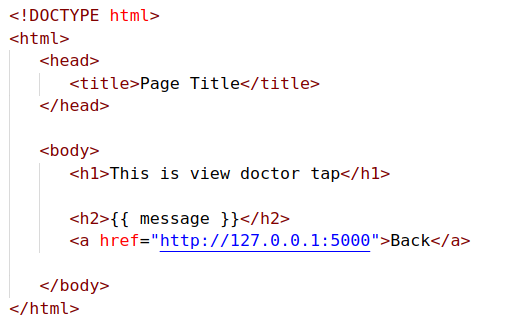 <!DOCTYPE html>
<html>
<head>
<title>Page Title</title>
</head>
<body>
<h1>This is view doctor tap</h1>
<h2>{{ message }}</h2>
<a href="http://127.0.0.1:5000">Back</a>
</body>
</html>